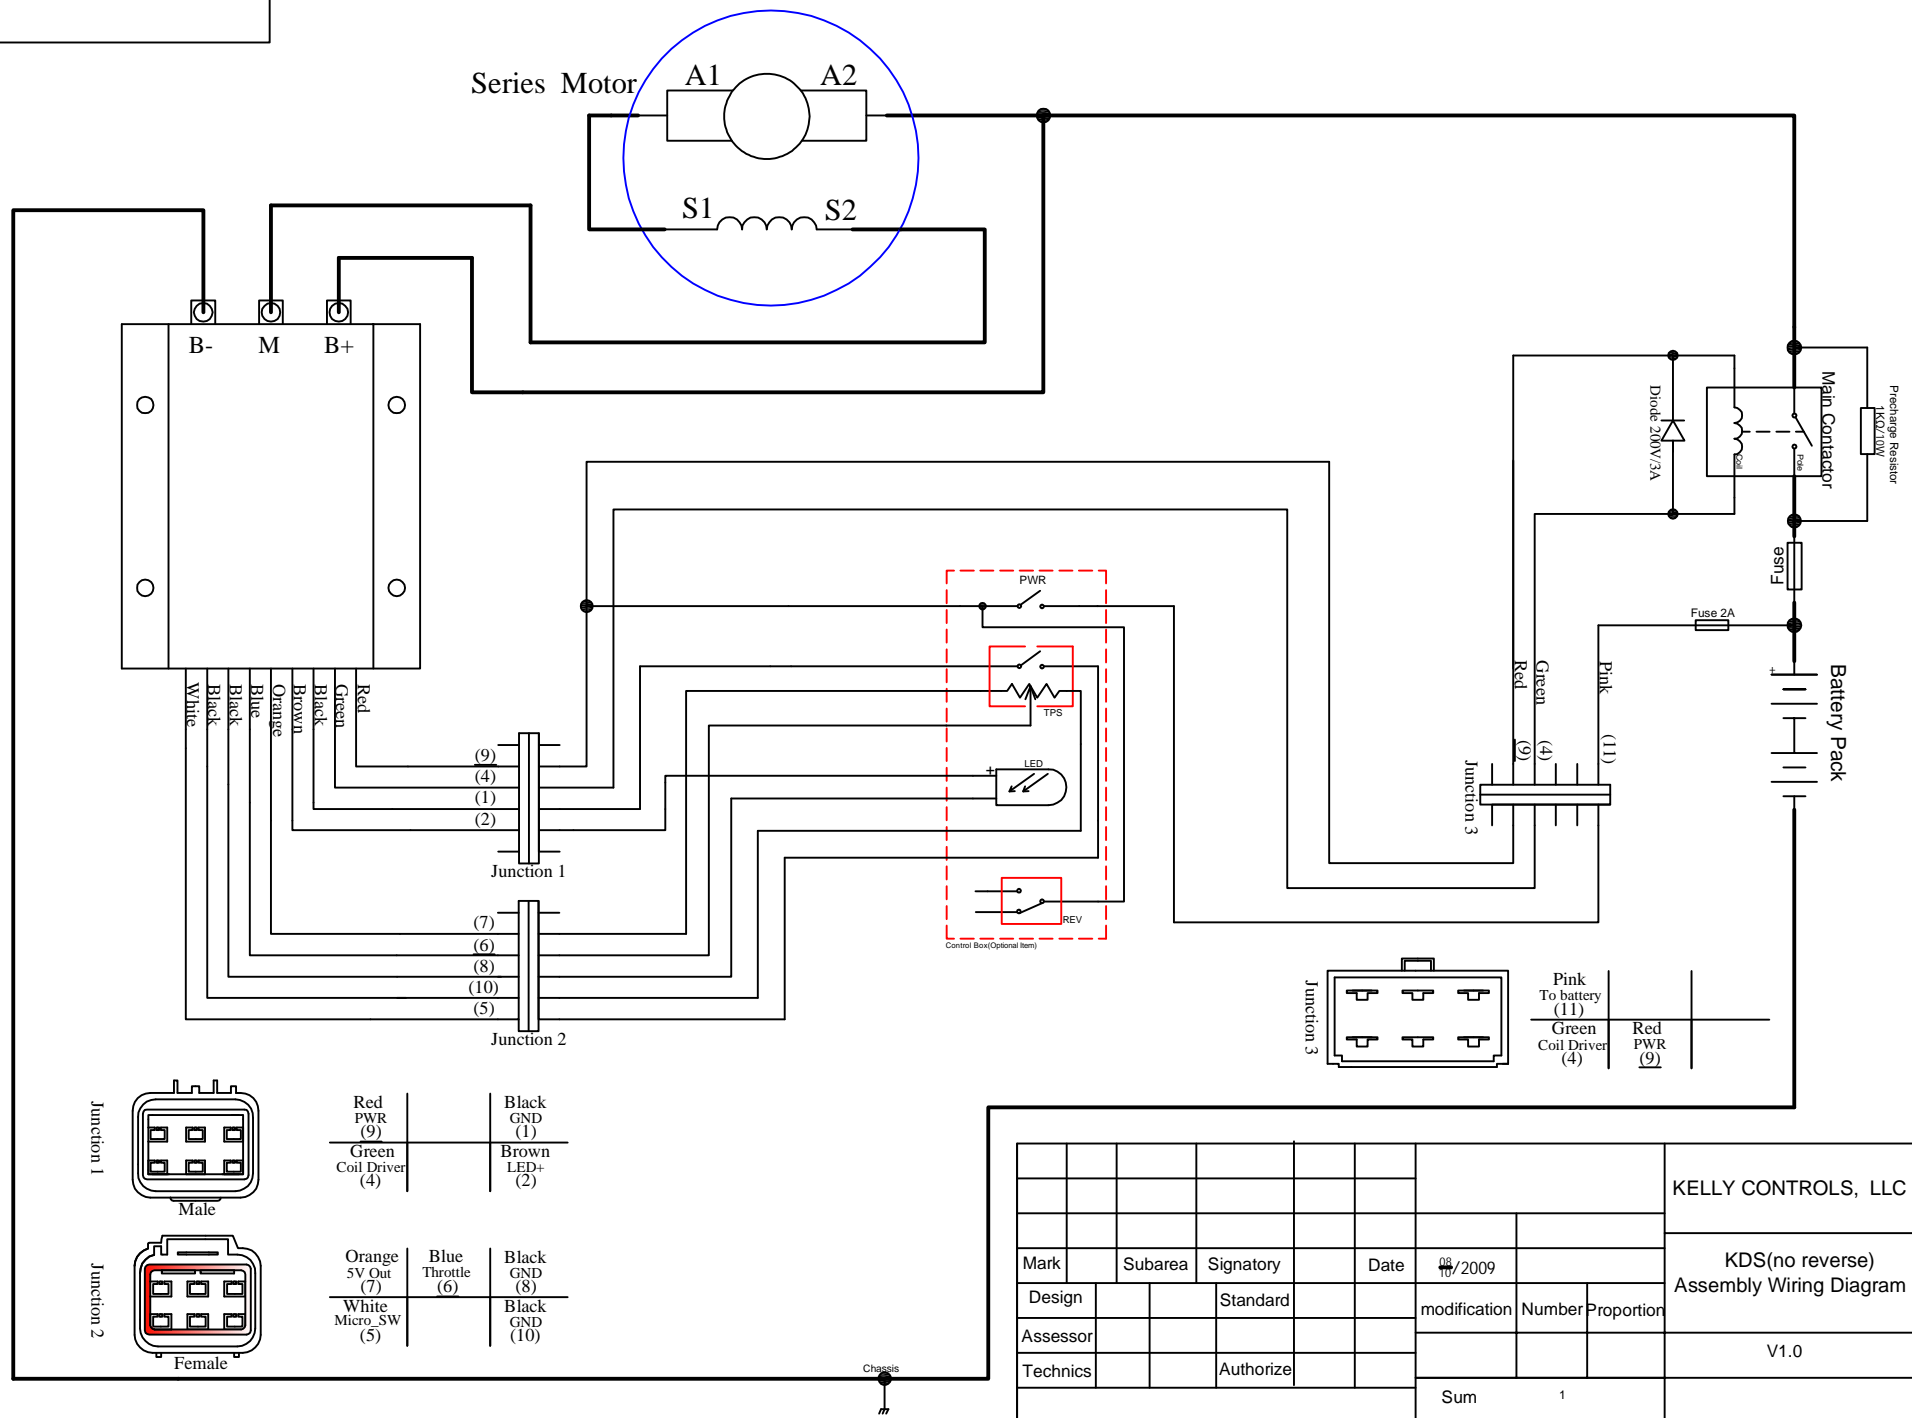 Series Motor
A1
A2
S1
S2
B-
M
B+
White
Black
Black
Blue
Orange
Brown
Black
Green
Red
(9)
(4)
(1)
(2)
Junction 1
(7)
(6)
(8)
(10)
(5)
Junction 2
PWR
TPS
LED
+
REV
Control Box(Optional Item)
Diode 200V/3A
Coil
Pole
Main Contactor
Precharge Resistor
1KΩ/10W
Fuse
Fuse 2A
Red
Green
Pink
(9)
(4)
(11)
Junction 3
+
Battery Pack
Junction 3
Pink
To battery
(11)
Green
Coil Driver
(4)
Red
PWR
(9)
Junction 1
Male
Red
PWR
(9)
Black
GND
(1)
Green
Coil Driver
(4)
Brown
LED+
(2)
Junction 2
Female
Orange
5V Out
(7)
Blue
Throttle
(6)
Black
GND
(8)
White
Micro_SW
(5)
Black
GND
(10)
Chassis
KELLY CONTROLS, LLC
Mark Subarea Signatory Date /2009
KDS(no reverse)
Assembly Wiring Diagram
Design Standard modification Number Proportion
Assessor
V1.0
Technics Authorize
Sum 1